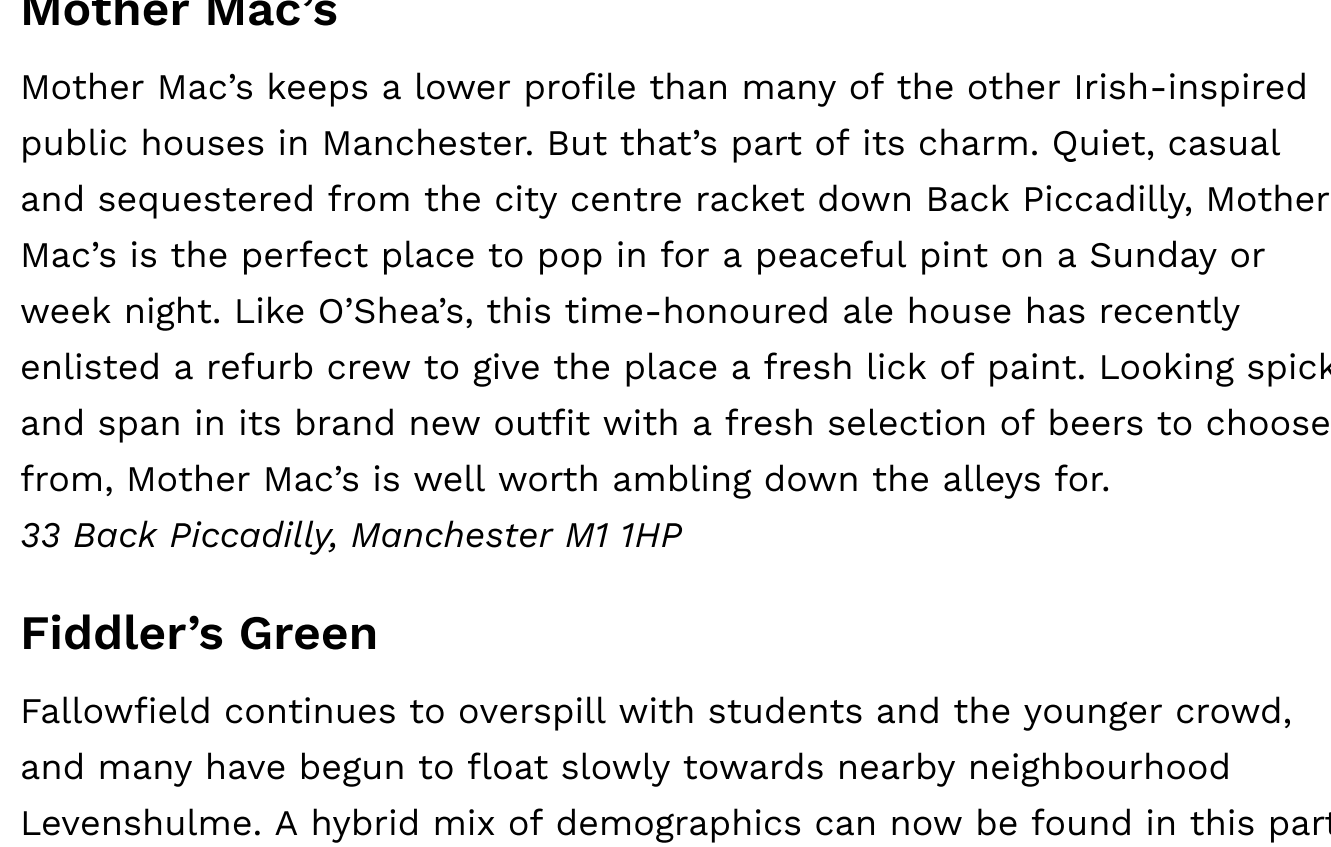 Mother Mac’s
Mother Mac’s keeps a lower profile than many of the other Irish-inspired
public houses in Manchester. But that’s part of its charm. Quiet, casual
and sequestered from the city centre racket down Back Piccadilly, Mother
Mac’s is the perfect place to pop in for a peaceful pint on a Sunday or
week night. Like O’Shea’s, this time-honoured ale house has recently
enlisted a refurb crew to give the place a fresh lick of paint. Looking spick
and span in its brand new outfit with a fresh selection of beers to choose
from, Mother Mac’s is well worth ambling down the alleys for.
33 Back Piccadilly, Manchester M1 1HP
Fiddler’s Green
Fallowfield continues to overspill with students and the younger crowd,
and many have begun to float slowly towards nearby neighbourhood
Levenshulme. A hybrid mix of demographics can now be found in this part